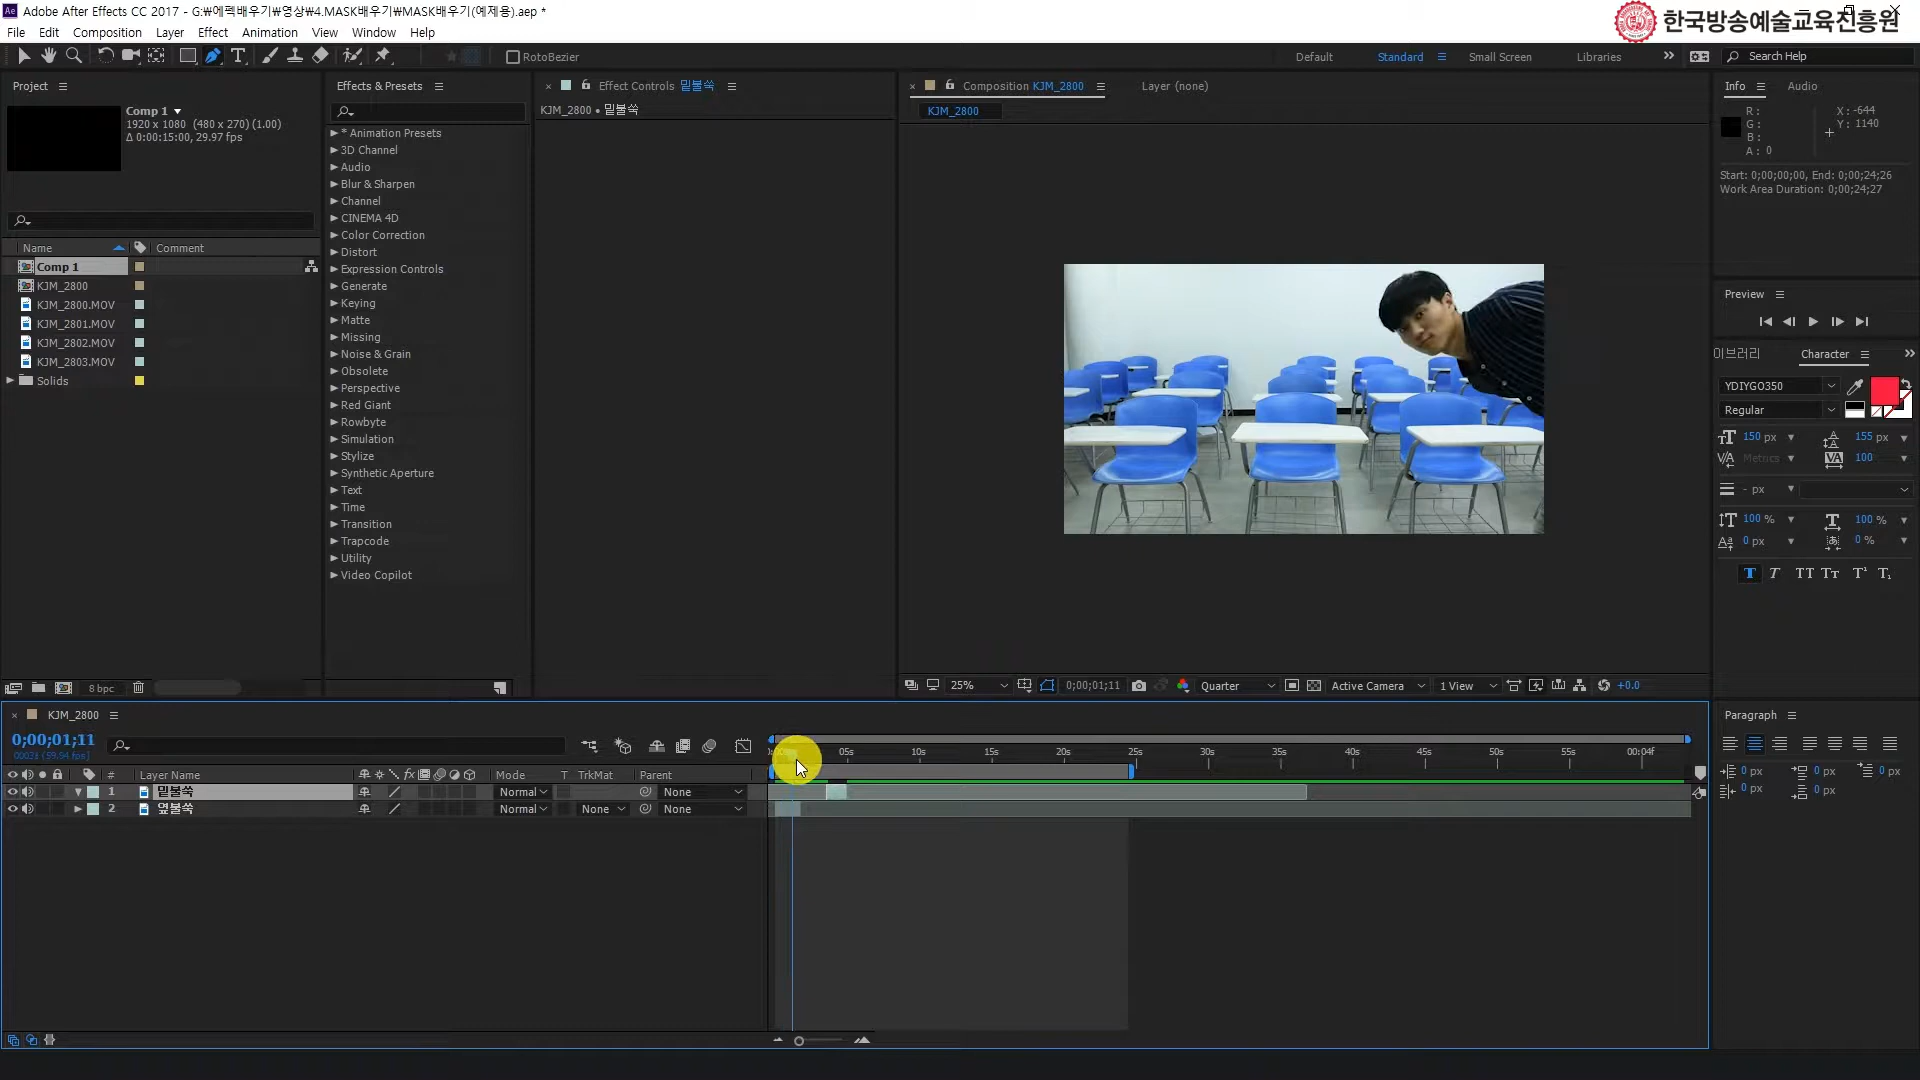 Adobe After Effects CC 2017 - G:₩에펙배우기₩영상₩4.MASK배우기₩MASK배우기(예제용).aep *
한국방송예술교육진흥원
File Edit Composition Layer Effect Animation View Window Help
RotoBezier
Default Standard Small Screen Libraries Search Help
Project
Comp 1
1920 x 1080 (480 x 270) (1.00)
Δ 0:00:15:00, 29.97 fps
Name Comment
Comp 1
KJM_2800
KJM_2800.MOV
KJM_2801.MOV
KJM_2802.MOV
KJM_2803.MOV
Solids
8 bpc
Effects & Presets
* Animation Presets
3D Channel
Audio
Blur & Sharpen
Channel
CINEMA 4D
Color Correction
Distort
Expression Controls
Generate
Keying
Matte
Missing
Noise & Grain
Obsolete
Perspective
Red Giant
Rowbyte
Simulation
Stylize
Synthetic Aperture
Text
Time
Transition
Trapcode
Utility
Video Copilot
Effect Controls 밑불쑥
KJM_2800 • 밑불쑥
Composition KJM_2800 Layer (none)
KJM_2800
25% 0;00;01;11 Quarter Active Camera 1 View +0.0
Info Audio
R : X : -644
G : Y : 1140
B :
A : 0
Start: 0;00;00;00, End: 0;00;24;26
Work Area Duration: 0;00;24;27
Preview
이브러리 Character
YDIYGO350
Regular
150 px 155 px
Metrics 100
- px
100 % 100 %
0 px 0 %
T T TT Tт T¹ T₁
Paragraph
0 px 0 px 0 px
0 px 0 px
KJM_2800
0;00;01;11
00071 (59.94 fps)
05s 10s 15s 20s 25s 30s 35s 40s 45s 50s 55s 00:04f
# Layer Name Mode T TrkMat Parent
1 밑불쑥 Normal None
2 옆불쑥 Normal None None